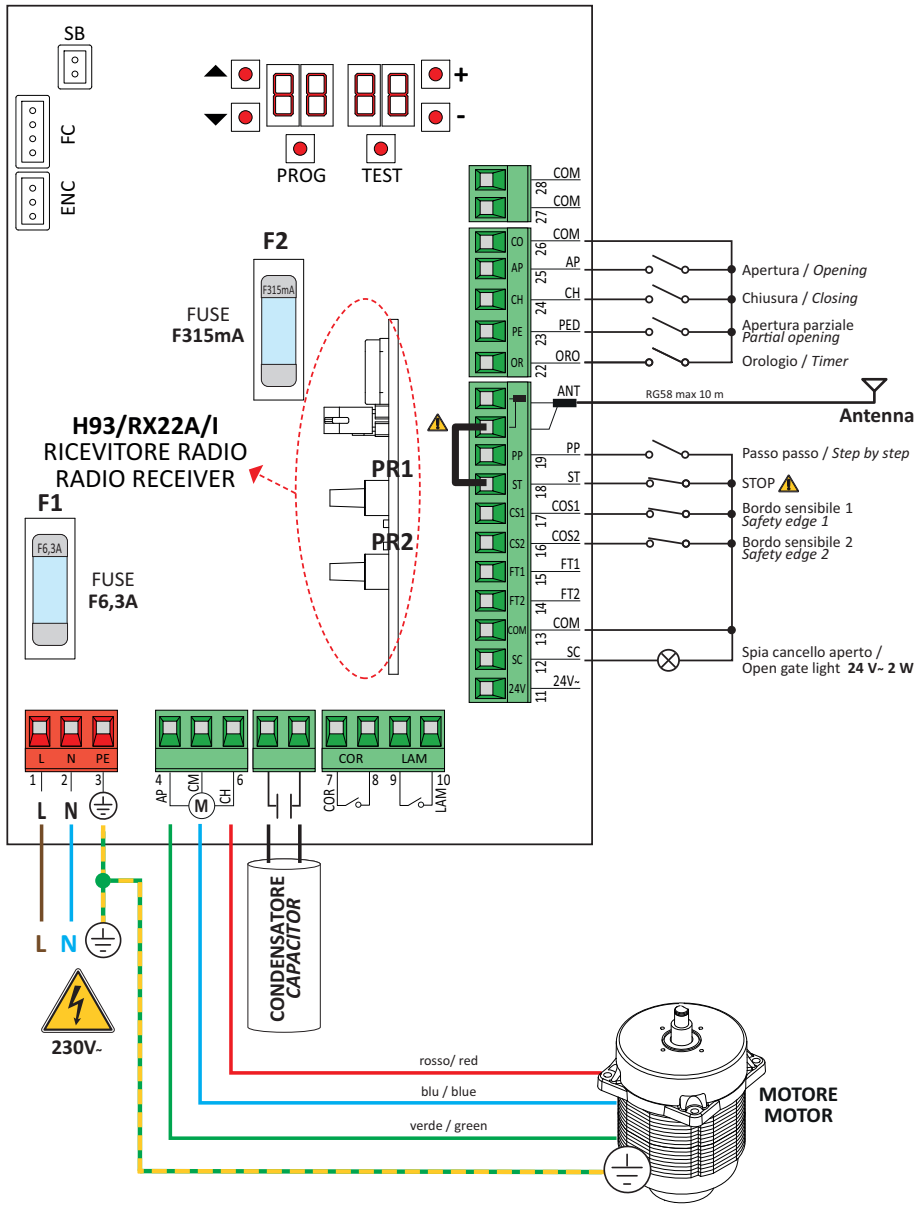 SB
FC
ENC
+
-
PROG
TEST
F2
F315mA
FUSE
F315mA
H93/RX22A/I
RICEVITORE RADIO
RADIO RECEIVER
PR1
PR2
F1
F6,3A
FUSE
F6,3A
28 COM
27 COM
CO 26 COM
AP 25 AP Apertura / Opening
CH 24 CH Chiusura / Closing
PE 23 PED Apertura parziale
Partial opening
OR 22 ORO Orologio / Timer
ANT RG58 max 10 m
Antenna
PP 19 PP Passo passo / Step by step
ST 18 ST STOP
CS1 17 COS1 Bordo sensibile 1
Safety edge 1
CS2 16 COS2 Bordo sensibile 2
Safety edge 2
FT1 15 FT1
FT2 14 FT2
COM 13 COM
SC 12 SC Spia cancello aperto /
Open gate light 24 V~ 2 W
24V 11 24V~
L N PE
COR LAM
1 2 3
4 6
7 8 9 10
AP CM CH
COR LAM
L N
M
L N
230V~
CONDENSATORE
CAPACITOR
rosso/ red
blu / blue
verde / green
MOTORE
MOTOR